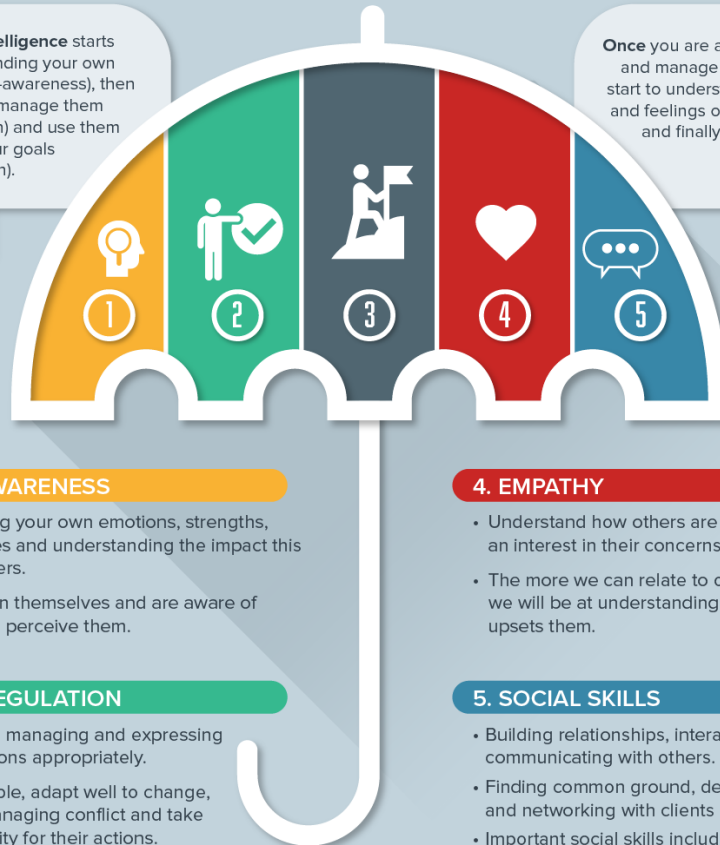 elligence starts
nding your own
-awareness), then
manage them
n) and use them
ur goals
n).
Once you are a
and manage
start to unders
and feelings o
and finally
1
2
3
4
5
WARENESS
g your own emotions, strengths,
es and understanding the impact this
ers.
n themselves and are aware of
perceive them.
EGULATION
managing and expressing
ons appropriately.
ble, adapt well to change,
anaging conflict and take
ity for their actions.
4. EMPATHY
• Understand how others are
an interest in their concerns
• The more we can relate to o
we will be at understanding
upsets them.
5. SOCIAL SKILLS
• Building relationships, intera
communicating with others.
• Finding common ground, de
and networking with clients
• Important social skills includ